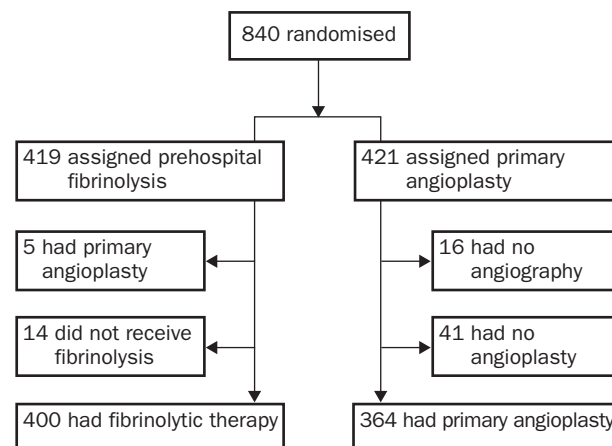 840 randomised
419 assigned prehospital
fibrinolysis
421 assigned primary
angioplasty
5 had primary
angioplasty
16 had no
angiography
14 did not receive
fibrinolysis
41 had no
angioplasty
400 had fibrinolytic therapy
364 had primary angioplasty